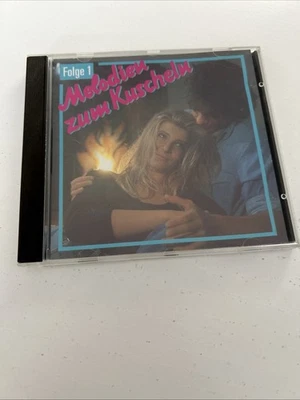 Folge 1
Melodien
zum Kuscheln